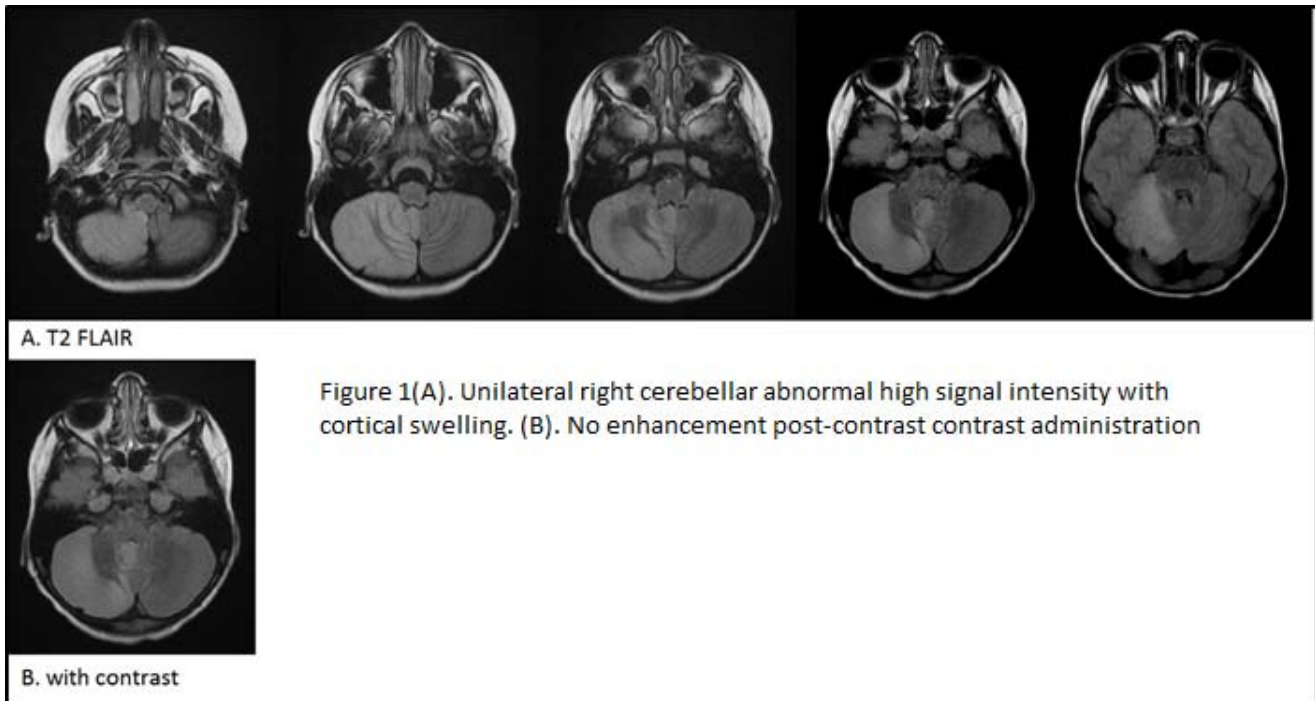 A. T2 FLAIR
Figure 1(A). Unilateral right cerebellar abnormal high signal intensity with
cortical swelling. (B). No enhancement post-contrast contrast administration
B. with contrast